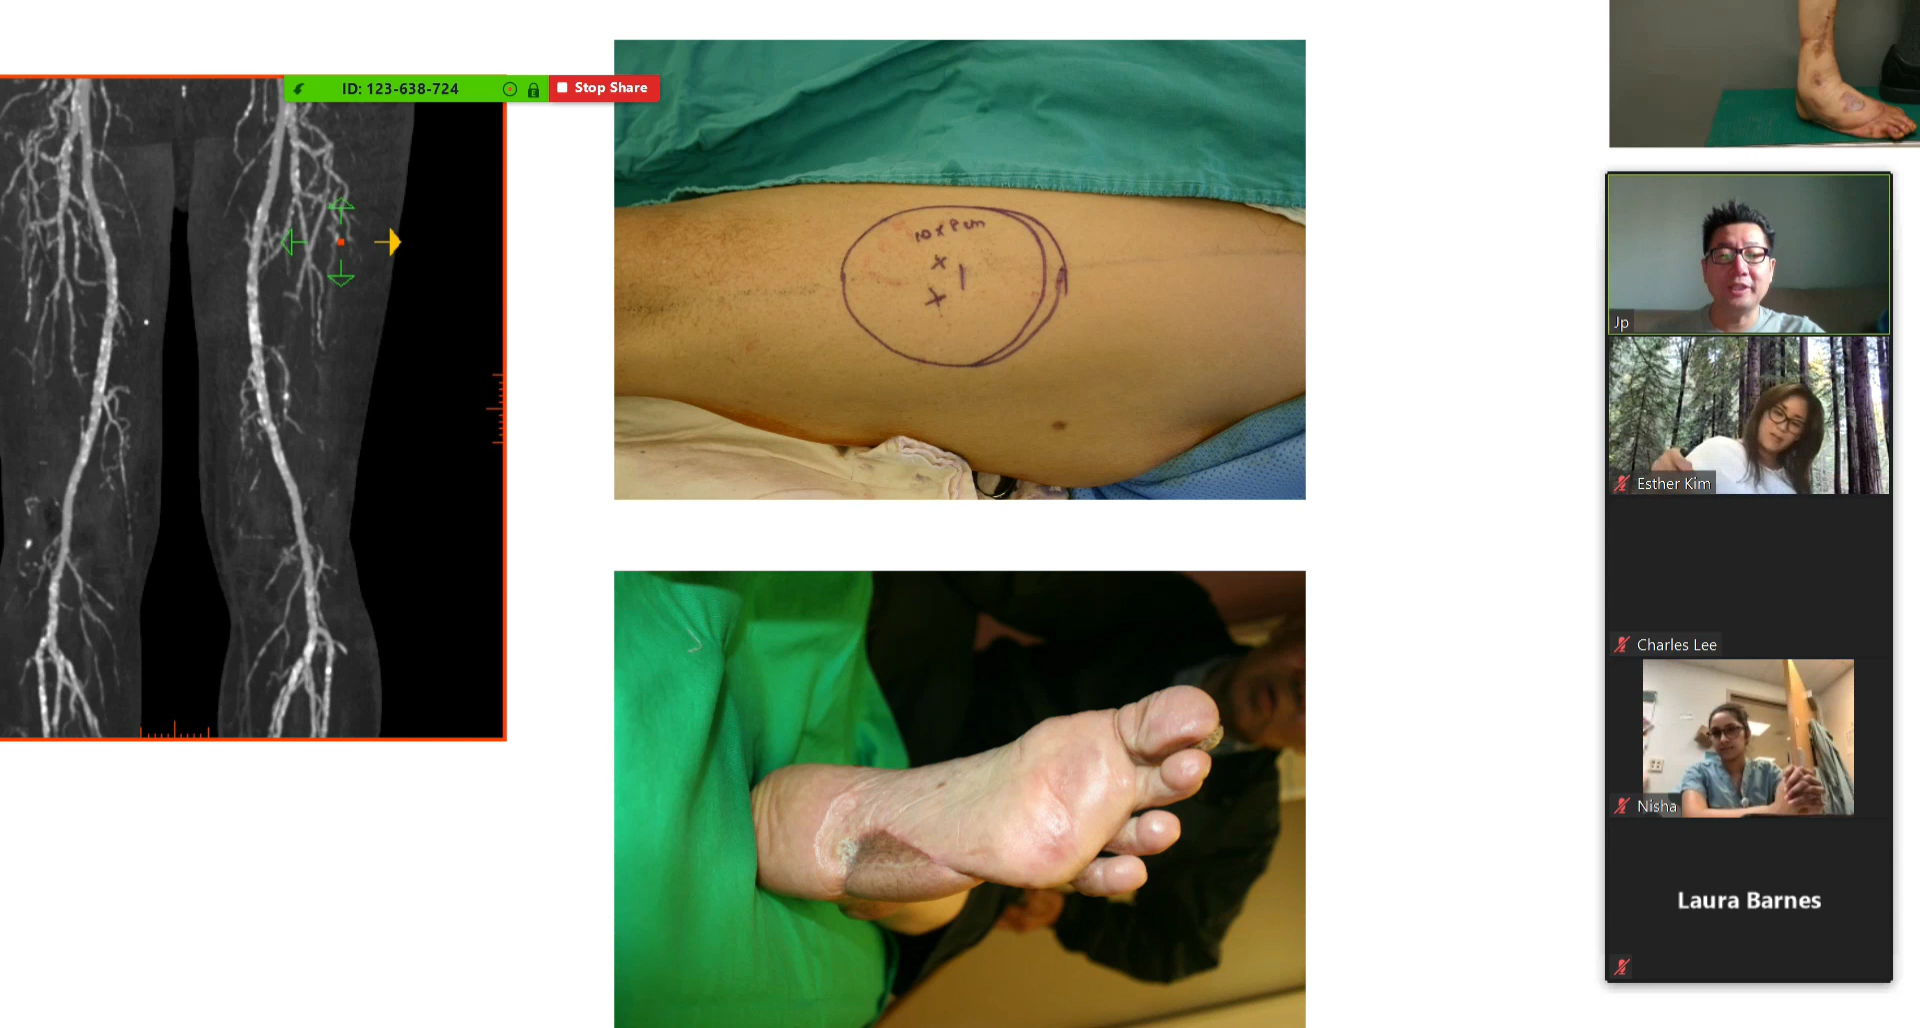 ID: 123-638-724
Stop Share
10 x 8 cm
Jp
Esther Kim
Charles Lee
Nisha
Laura Barnes